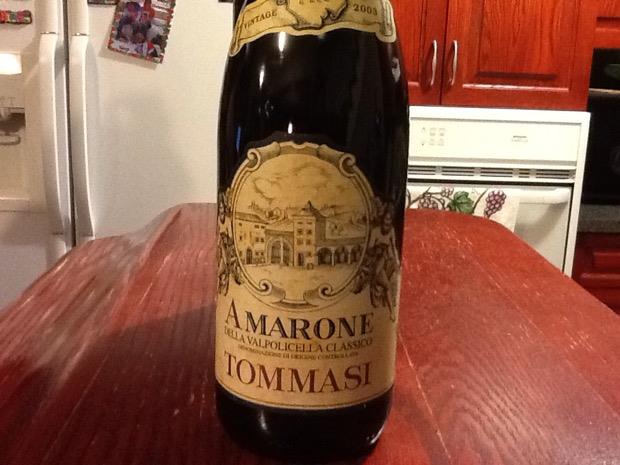 VINTAGE 2003
AMARONE
DELLA VALPOLICELLA CLASSICO
DENOMINAZIONE DI ORIGINE CONTROLLATA
TOMMASI